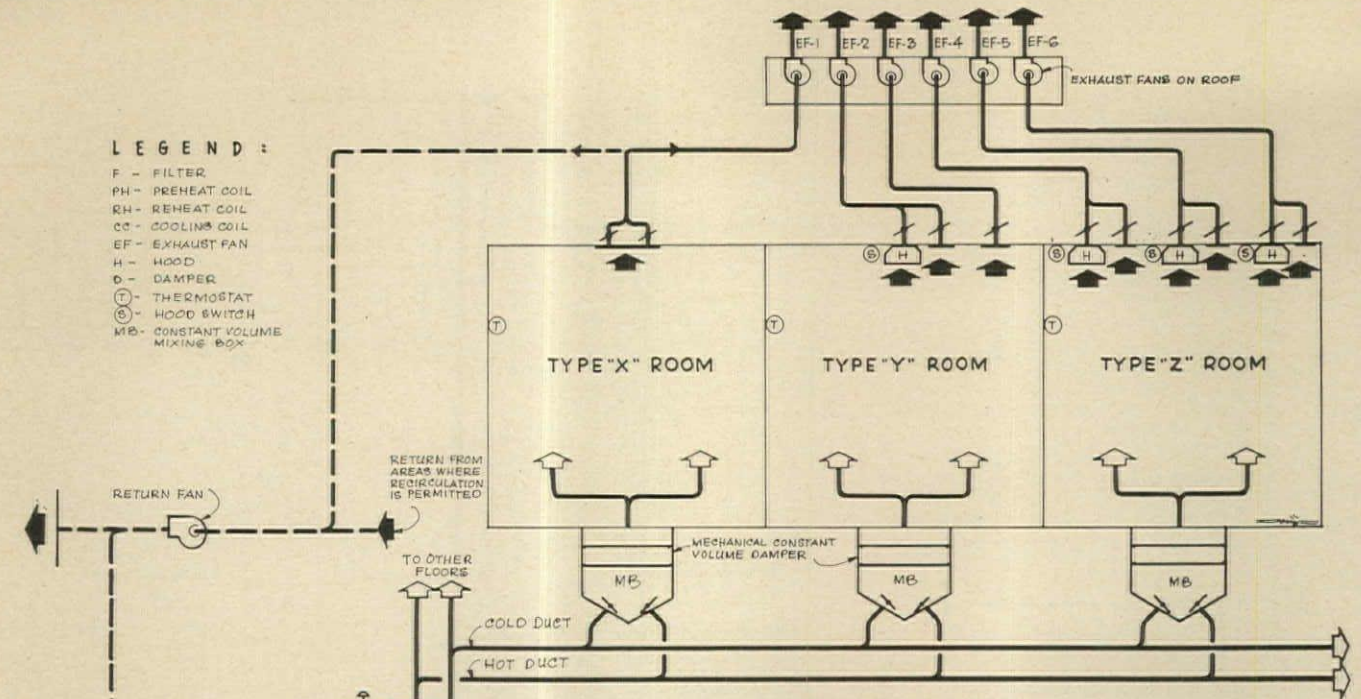 EF-1 EF-2 EF-3 EF-4 EF-5 EF-6
EXHAUST FANS ON ROOF
LEGEND:
F - FILTER
PH - PREHEAT COIL
RH - REHEAT COIL
CC - COOLING COIL
EF - EXHAUST FAN
H - HOOD
D - DAMPER
T - THERMOSTAT
S - HOOD SWITCH
MB - CONSTANT VOLUME
MIXING BOX
S H S H S H S H
T T T
TYPE "X" ROOM
TYPE "Y" ROOM
TYPE "Z" ROOM
RETURN FROM
AREAS WHERE
RECIRCULATION
IS PERMITTED
RETURN FAN
TO OTHER
FLOORS
MECHANICAL CONSTANT
VOLUME DAMPER
MB MB MB
COLD DUCT
HOT DUCT